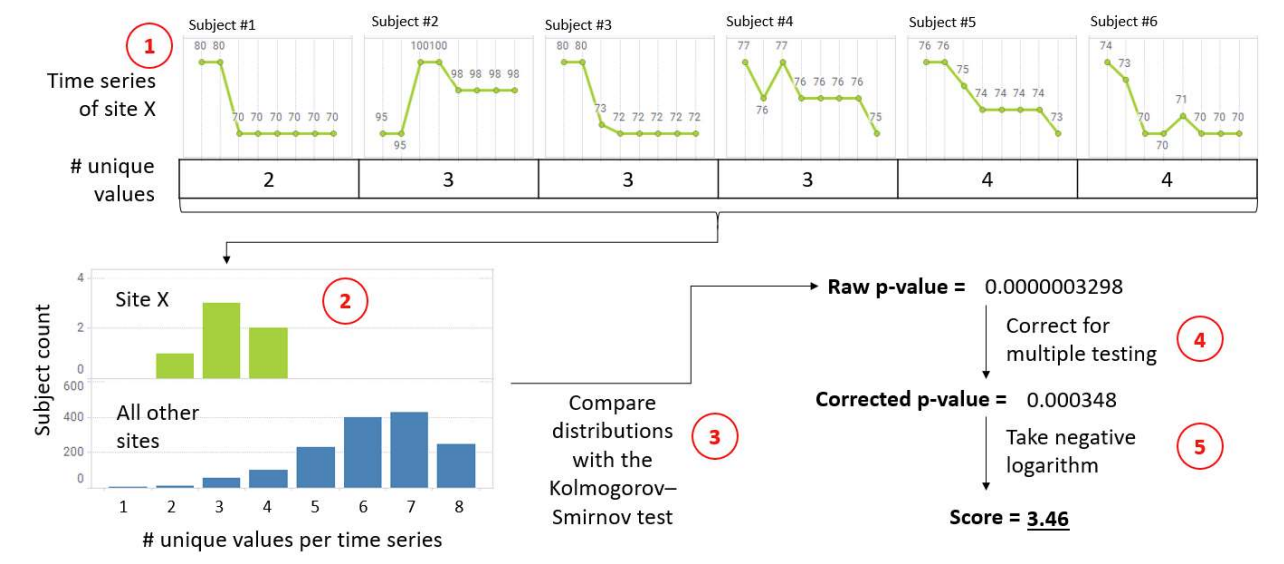 Subject #1
Subject #2
Subject #3
Subject #4
Subject #5
Subject #6
1
Time series
of site X
80 80
70 70 70 70 70 70
95
95
100 100
98 98 98 98
80 80
73
72 72 72 72 72
77
76
77
76 76 76 76
75
76 76
75
74 74 74 74
73
74
73
70
70
71
70 70 70
# unique
values
2
3
3
3
4
4
Subject count
4
2
0
Site X
2
600
400
200
0
All other
sites
1 2 3 4 5 6 7 8
# unique values per time series
Compare
distributions
with the
Kolmogorov–
Smirnov test
3
Raw p-value = 0.0000003298
Correct for
multiple testing
4
Corrected p-value = 0.000348
Take negative
logarithm
5
Score = 3.46